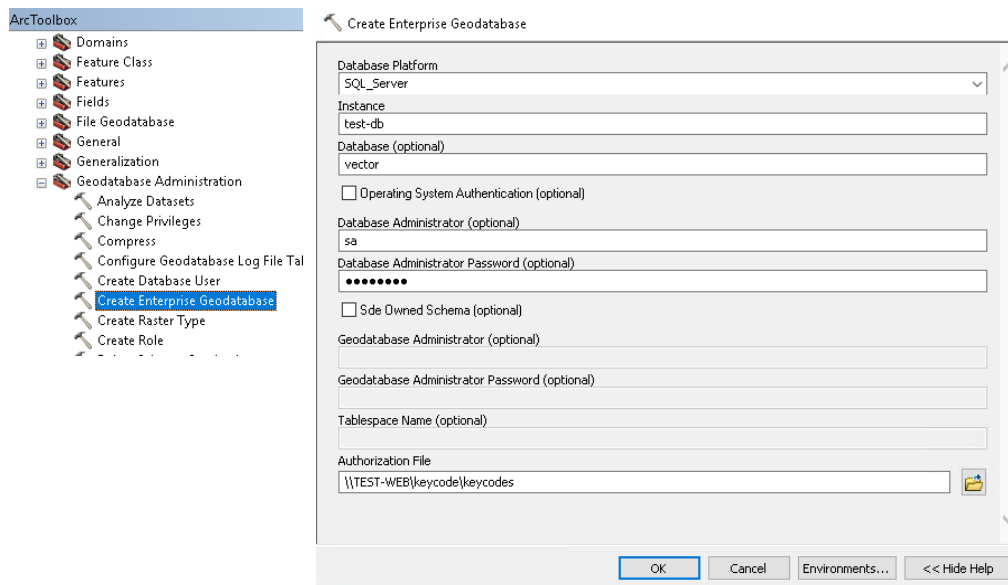 ArcToolbox
Domains
Feature Class
Features
Fields
File Geodatabase
General
Generalization
Geodatabase Administration
Analyze Datasets
Change Privileges
Compress
Configure Geodatabase Log File Tal
Create Database User
Create Enterprise Geodatabase
Create Raster Type
Create Role
Create Enterprise Geodatabase
Database Platform
SQL_Server
Instance
test-db
Database (optional)
vector
Operating System Authentication (optional)
Database Administrator (optional)
sa
Database Administrator Password (optional)
●●●●●●●●
Sde Owned Schema (optional)
Geodatabase Administrator (optional)
Geodatabase Administrator Password (optional)
Tablespace Name (optional)
Authorization File
\\TEST-WEB\keycode\keycodes
OK Cancel Environments... << Hide Help